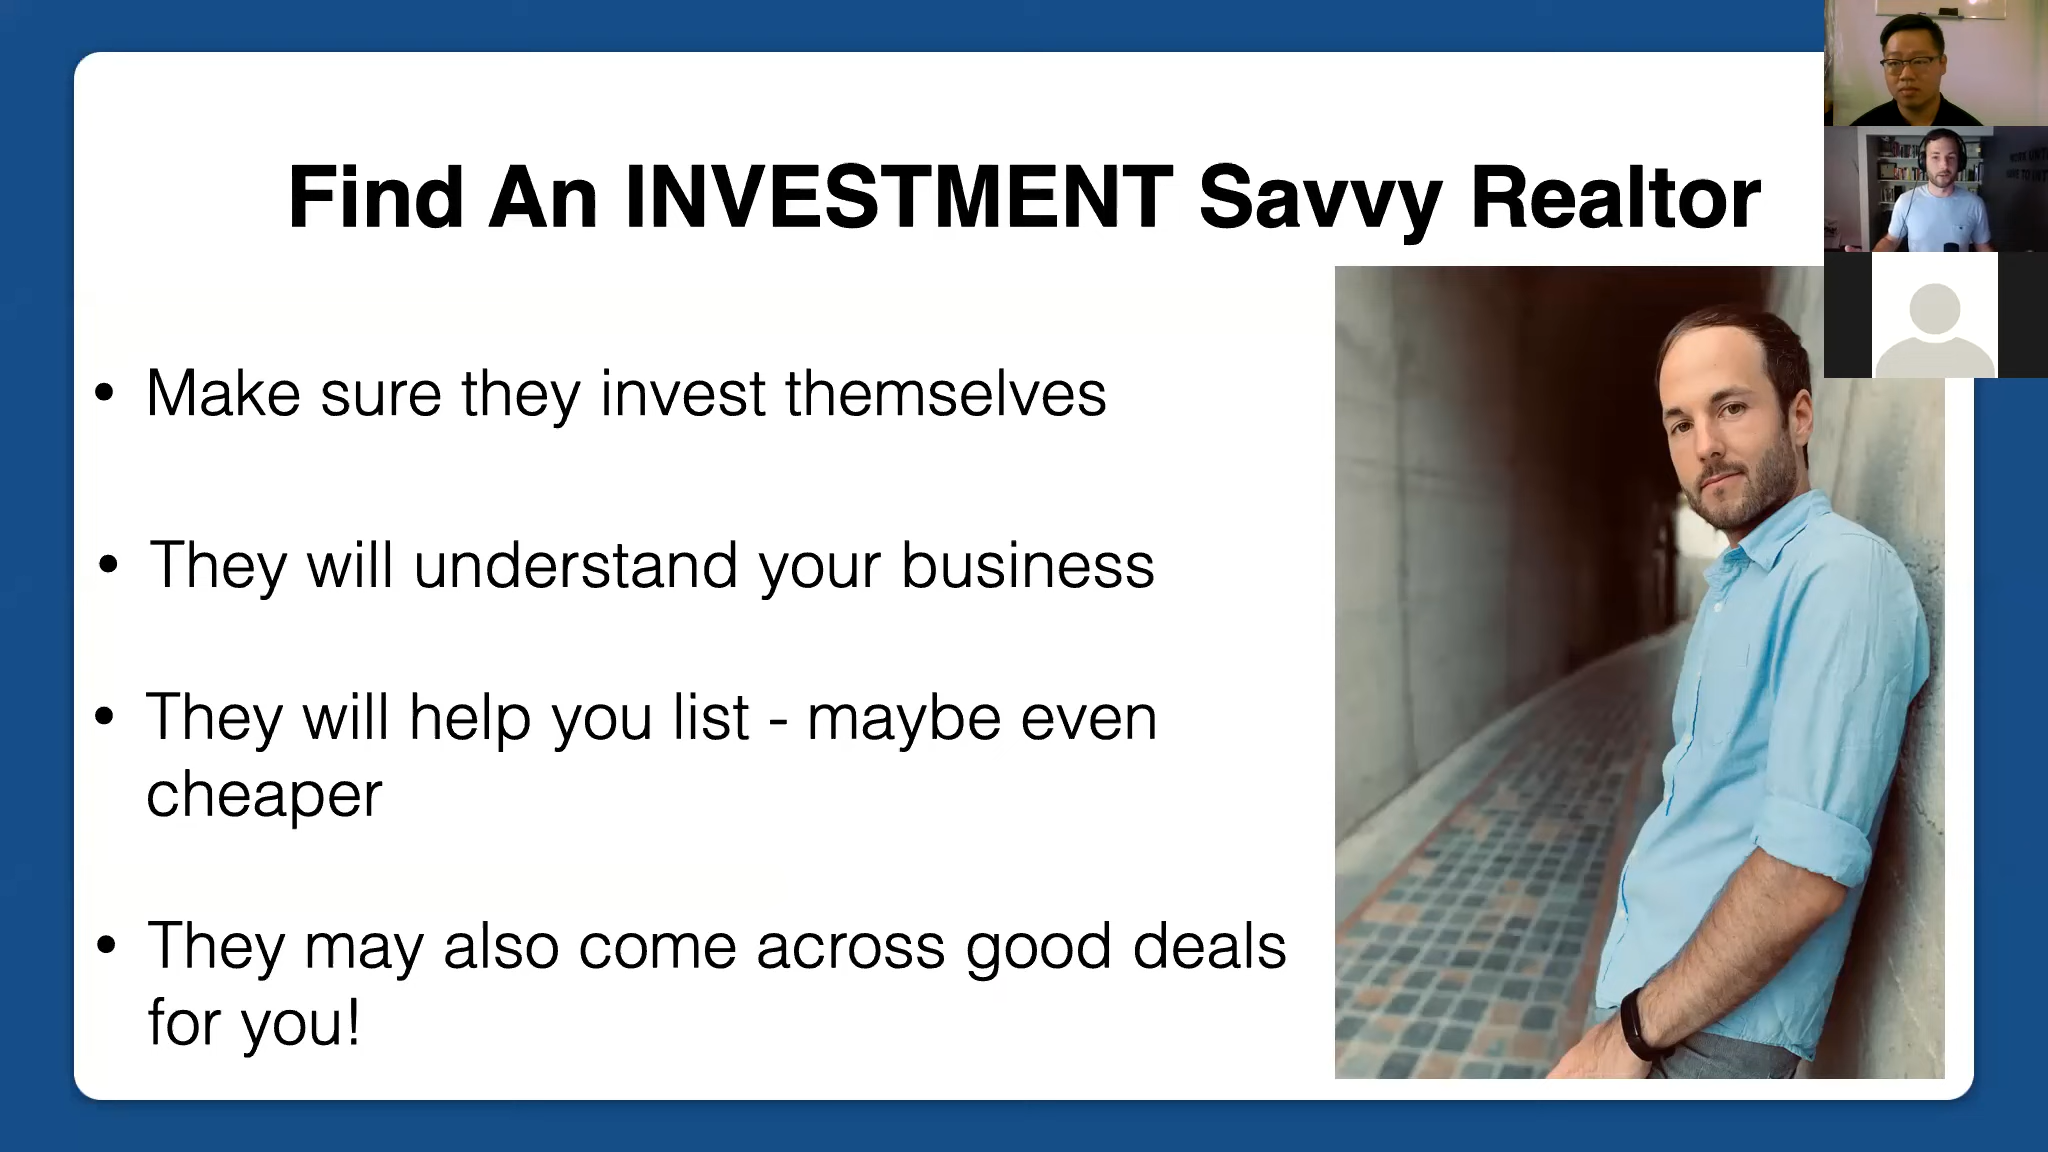 Find An INVESTMENT Savvy Realtor
• Make sure they invest themselves
• They will understand your business
• They will help you list - maybe even
cheaper
• They may also come across good deals
for you!